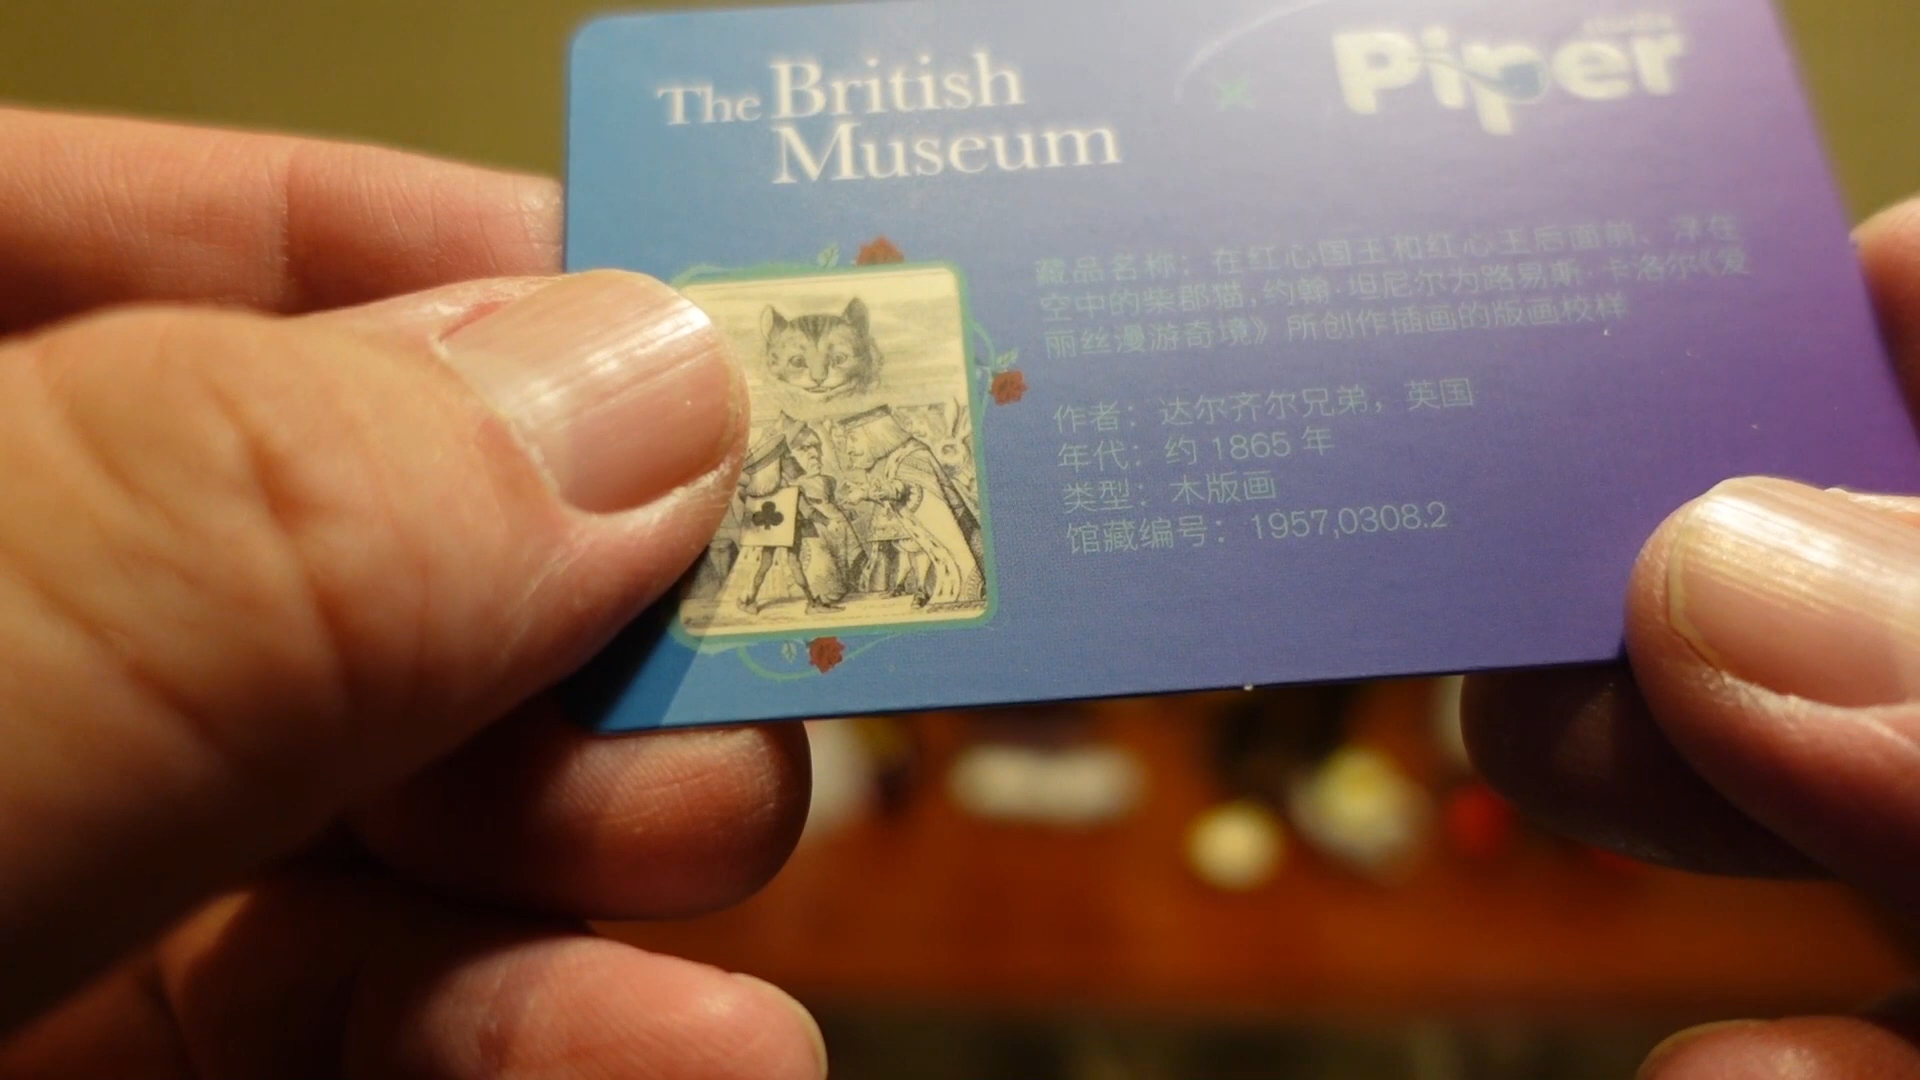 The British
Museum
×
Piper
藏品名称：在红心国王和红心王后面前、浮在
空中的柴郡猫，约翰·坦尼尔为路易斯·卡洛尔《爱
丽丝漫游奇境》所创作插画的版画校样
作者：达尔齐尔兄弟，英国
年代：约 1865 年
类型：木版画
馆藏编号：1957,0308.2